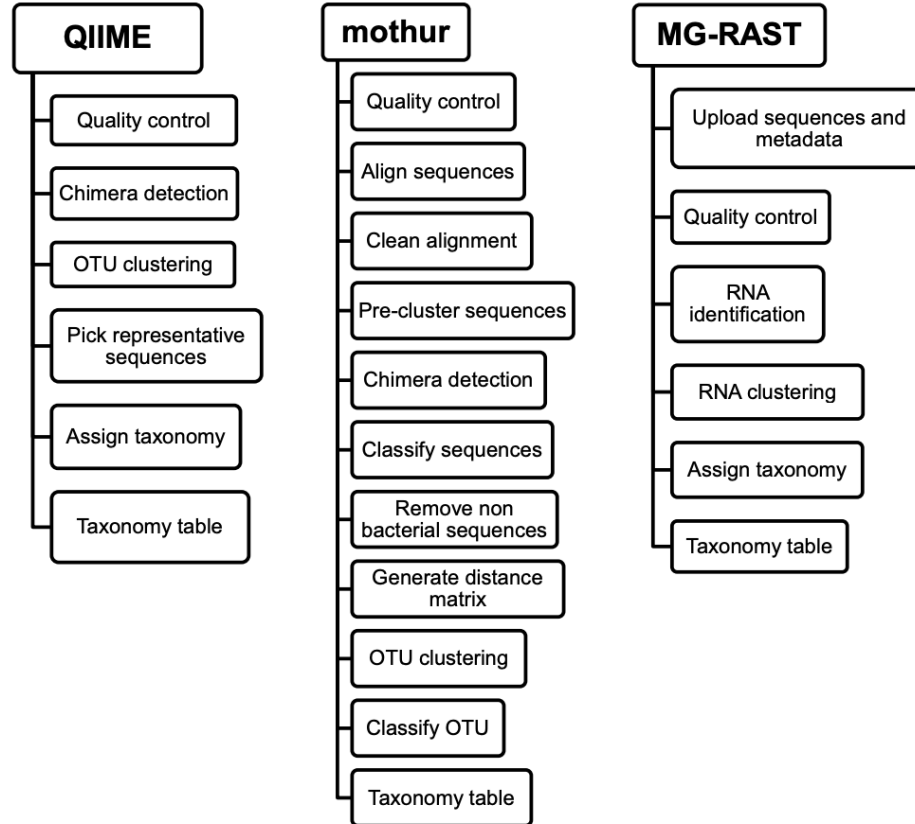 QIIME
Quality control
Chimera detection
OTU clustering
Pick representative
sequences
Assign taxonomy
Taxonomy table
mothur
Quality control
Align sequences
Clean alignment
Pre-cluster sequences
Chimera detection
Classify sequences
Remove non
bacterial sequences
Generate distance
matrix
OTU clustering
Classify OTU
Taxonomy table
MG-RAST
Upload sequences and
metadata
Quality control
RNA
identification
RNA clustering
Assign taxonomy
Taxonomy table